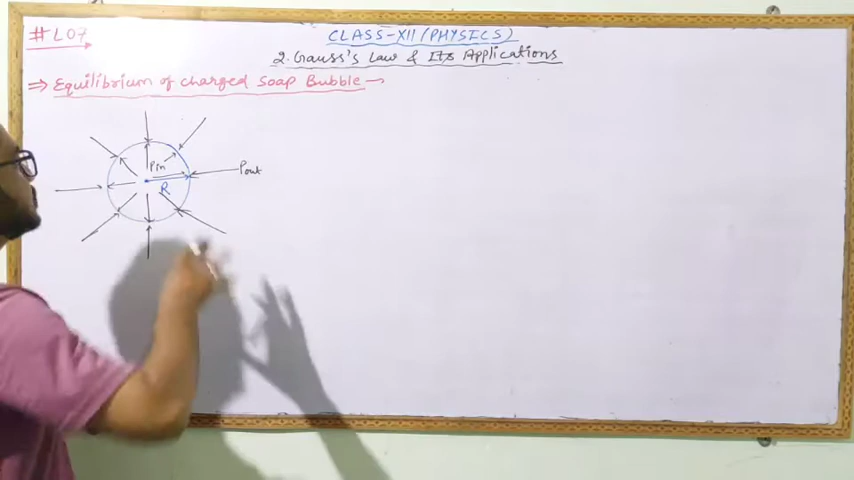 #L07
CLASS-XII (PHYSICS)
2. Gauss's Law & Its Applications
⇒ Equilibrium of charged Soap Bubble →
Pin
Pout
R